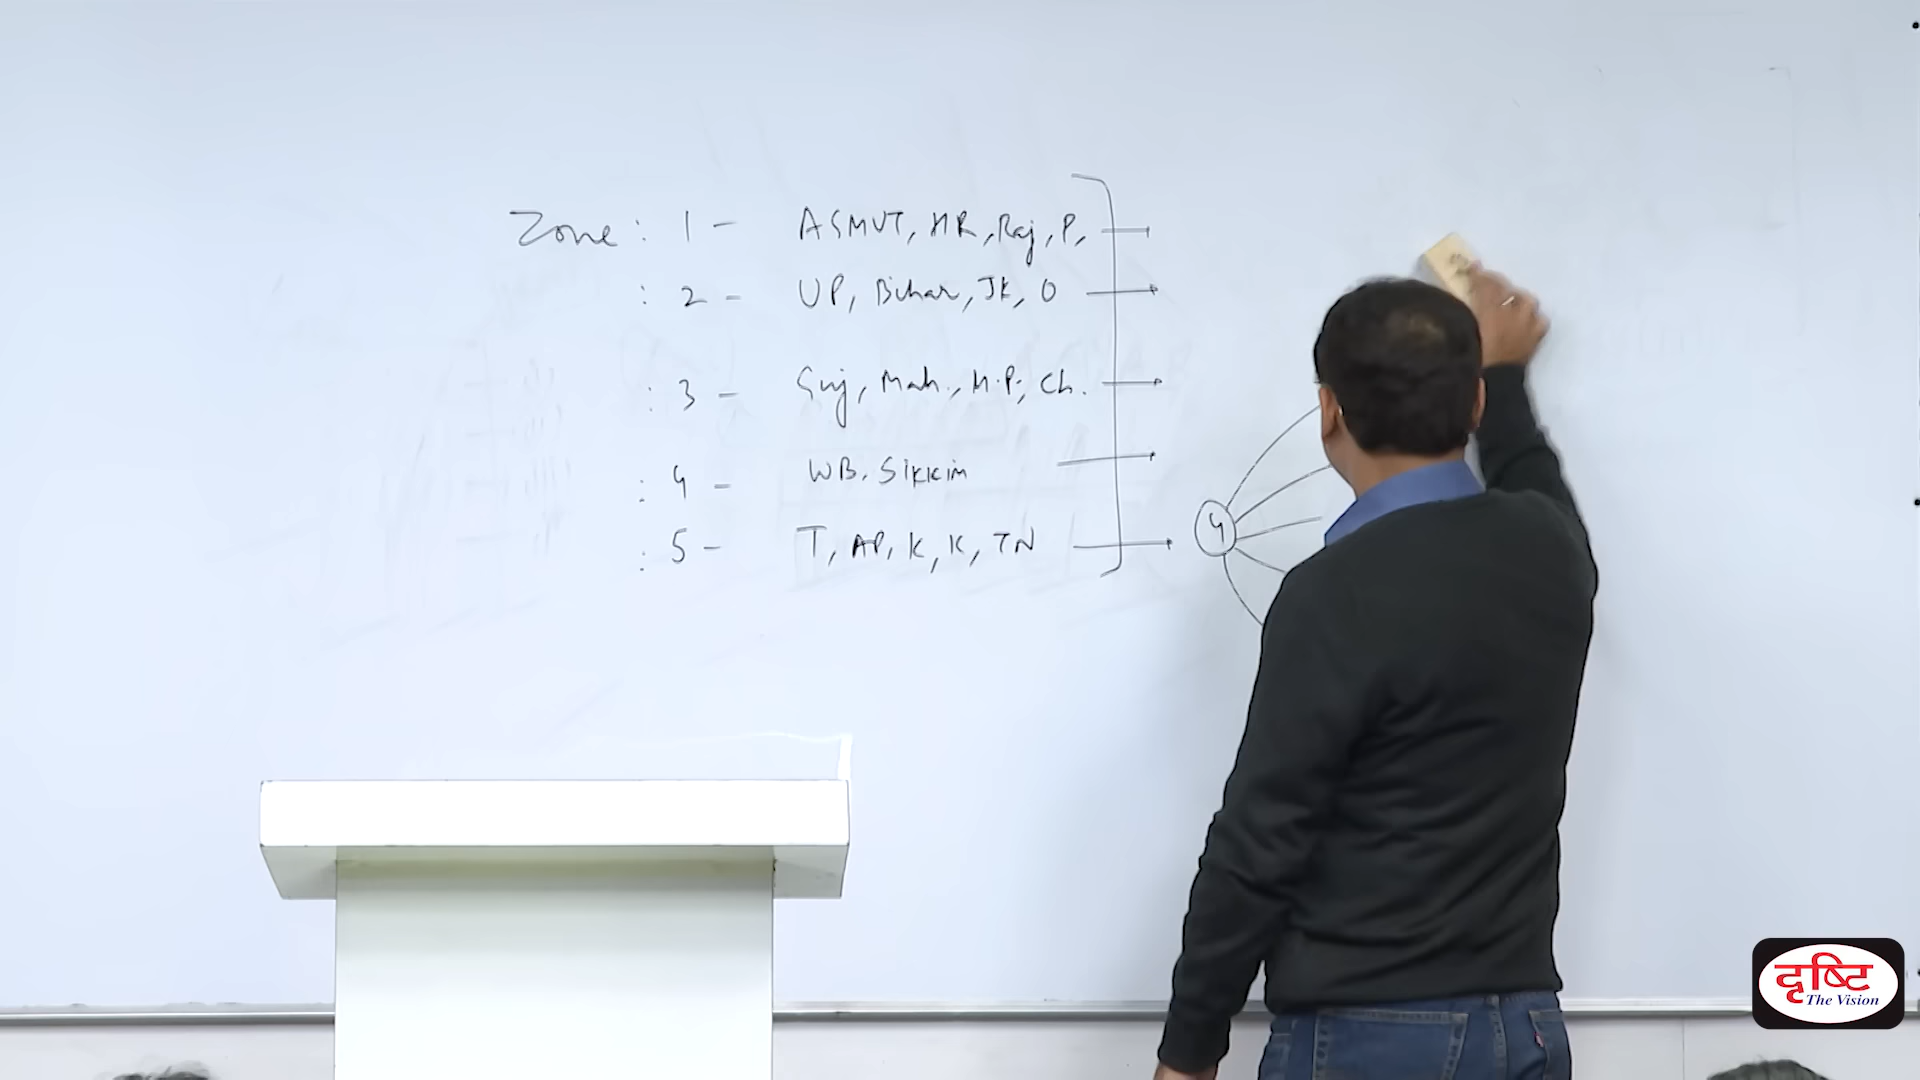 Zone : 1 - ASMUT, HR, Raj, P,
: 2 - UP, Bihar, JK, O
: 3 - Guj, Mah., M.P., Ch.
: 4 - WB, Sikkim
: 5 - T, AP, K, K, TN
4
दृष्टि
The Vision